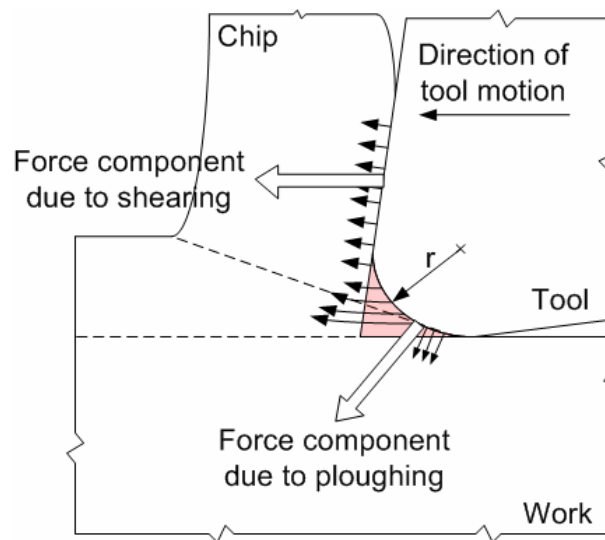 Chip
Direction of
tool motion
Force component
due to shearing
r
Tool
Force component
due to ploughing
Work